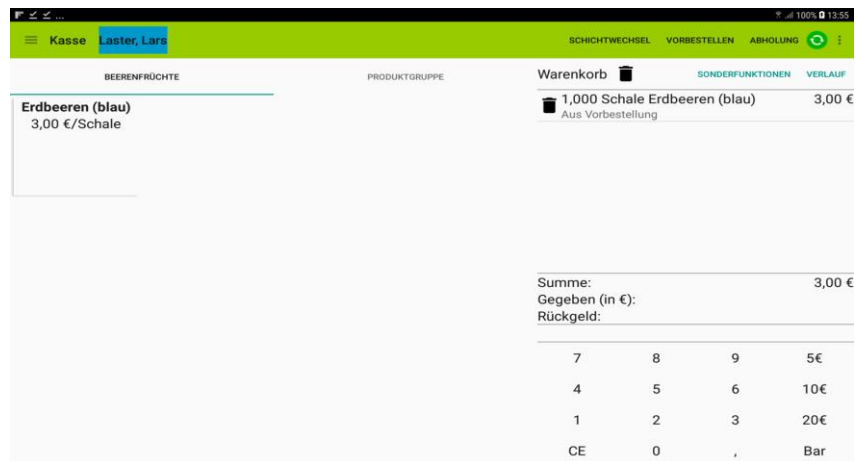 100% 13:55
Kasse Laster, Lars SCHICHTWECHSEL VORBESTELLEN ABHOLUNG
BEERENFRÜCHTE PRODUKTGRUPPE
Erdbeeren (blau)
3,00 €/Schale
Warenkorb SONDERFUNKTIONEN VERLAUF
1,000 Schale Erdbeeren (blau) 3,00 €
Aus Vorbestellung
Summe: 3,00 €
Gegeben (in €):
Rückgeld:
7 8 9 5€
4 5 6 10€
1 2 3 20€
CE 0 , Bar